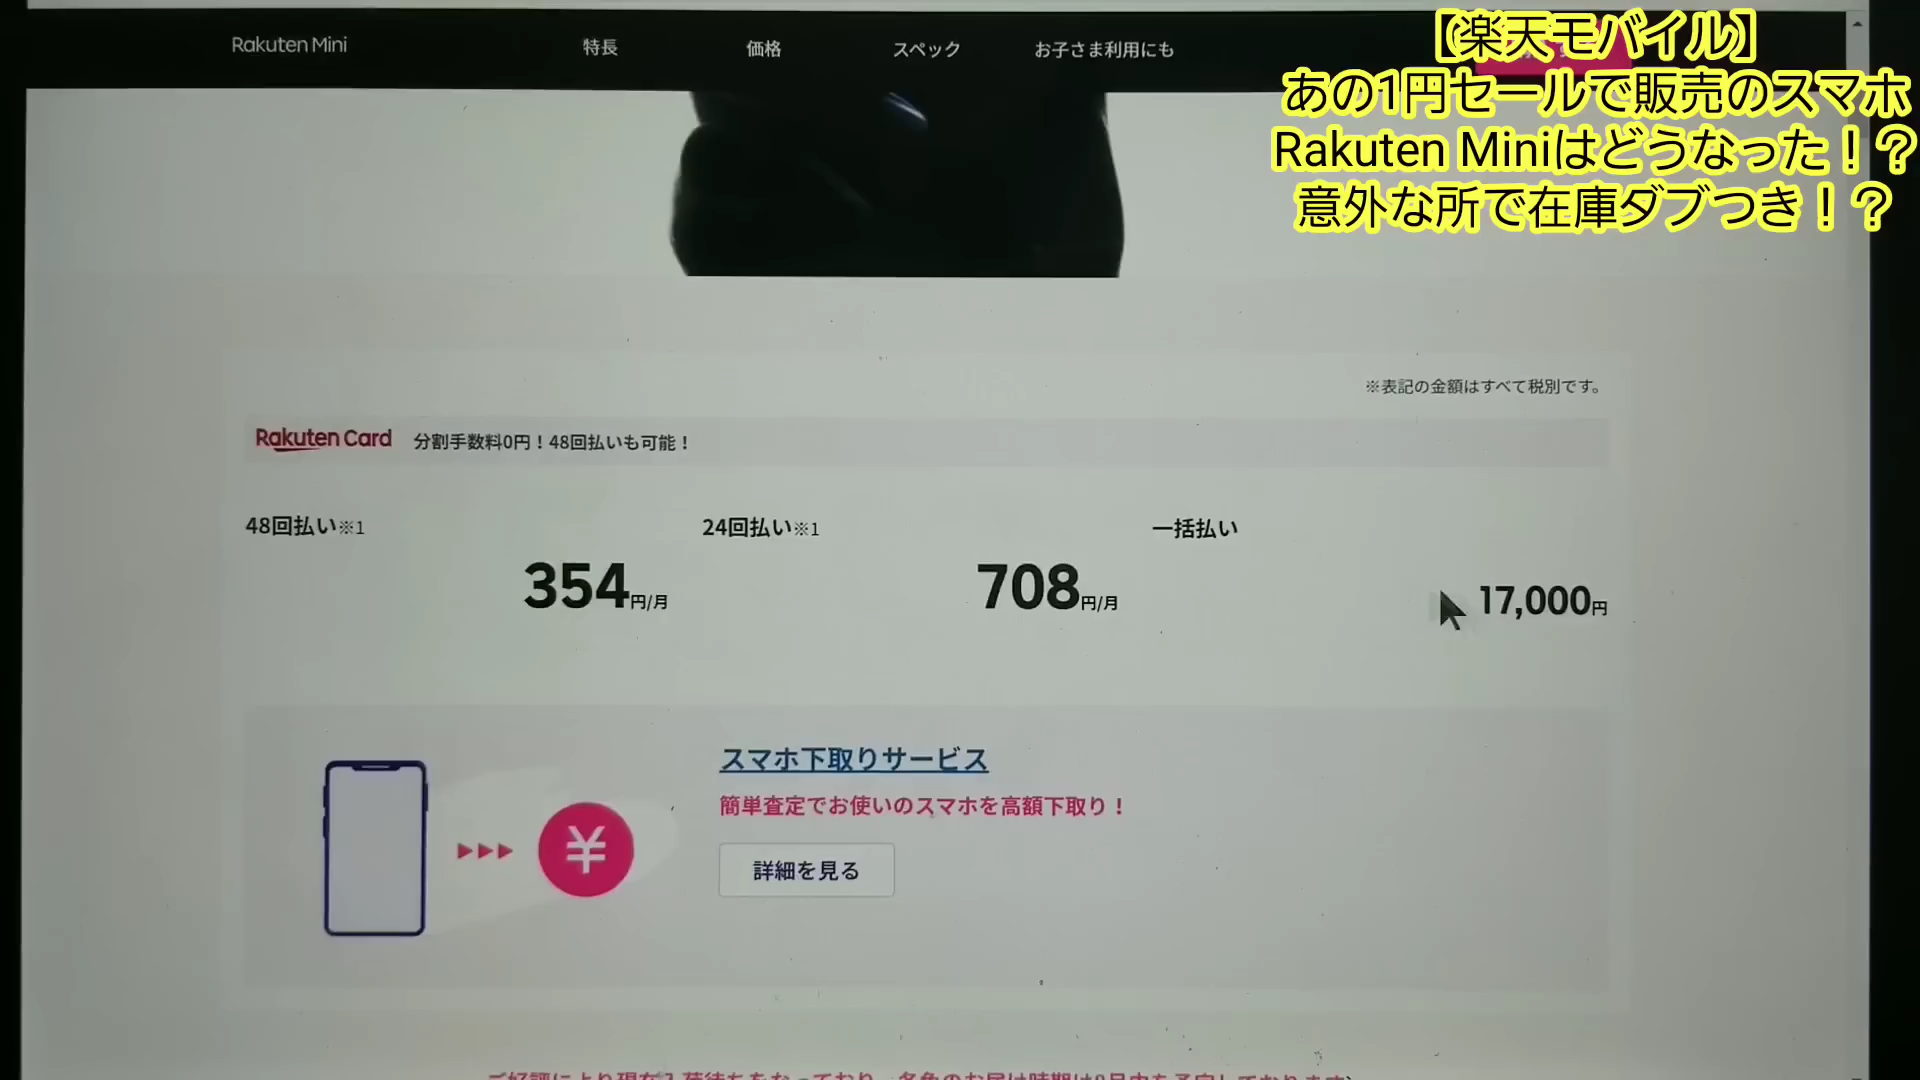 Rakuten Mini
特長
価格
スペック
お子さま利用にも
【楽天モバイル】
あの1円セールで販売のスマホ
Rakuten Miniはどうなった！？
意外な所で在庫ダブつき！？
※表記の金額はすべて税別です。
Rakuten Card 分割手数料0円！48回払いも可能！
48回払い※1
354円/月
24回払い※1
708円/月
一括払い
17,000円
¥
スマホ下取りサービス
簡単査定でお使いのスマホを高額下取り！
詳細を見る